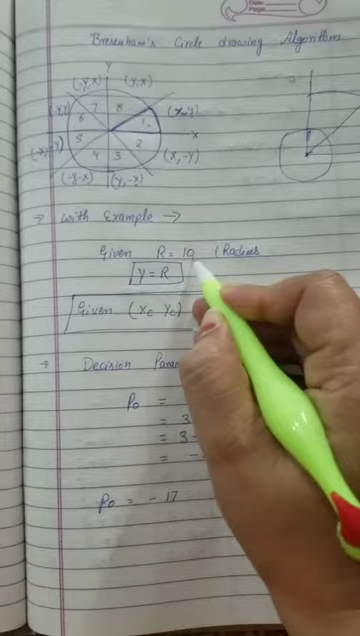 Bresenham's Circle drawing Algorithm
Y
(-y,x) (y,x)
7 8 (x,y)
6 1
X
5 2
4 3 (x,-y)
(-y-x) (y,-x)
→ with Example →
Given R = 10 (Radius
Y = R
Given (xc yc)
→ Decision Param
P0 =
= 3
= 3-
= -
P0 = -17